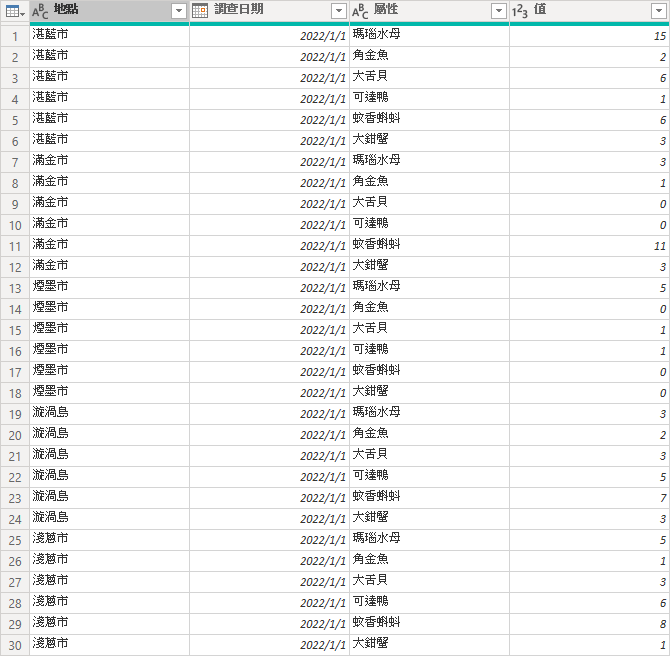 ABC 地點 調查日期 ABC 屬性 123 值
1 湛藍市 2022/1/1 瑪瑙水母 15
2 湛藍市 2022/1/1 角金魚 2
3 湛藍市 2022/1/1 大舌貝 6
4 湛藍市 2022/1/1 可達鴨 1
5 湛藍市 2022/1/1 蚊香蝌蚪 6
6 湛藍市 2022/1/1 大鉗蟹 3
7 滿金市 2022/1/1 瑪瑙水母 3
8 滿金市 2022/1/1 角金魚 1
9 滿金市 2022/1/1 大舌貝 0
10 滿金市 2022/1/1 可達鴨 0
11 滿金市 2022/1/1 蚊香蝌蚪 11
12 滿金市 2022/1/1 大鉗蟹 3
13 煙墨市 2022/1/1 瑪瑙水母 5
14 煙墨市 2022/1/1 角金魚 0
15 煙墨市 2022/1/1 大舌貝 1
16 煙墨市 2022/1/1 可達鴨 1
17 煙墨市 2022/1/1 蚊香蝌蚪 0
18 煙墨市 2022/1/1 大鉗蟹 0
19 漩渦島 2022/1/1 瑪瑙水母 3
20 漩渦島 2022/1/1 角金魚 2
21 漩渦島 2022/1/1 大舌貝 3
22 漩渦島 2022/1/1 可達鴨 5
23 漩渦島 2022/1/1 蚊香蝌蚪 7
24 漩渦島 2022/1/1 大鉗蟹 3
25 淺蔥市 2022/1/1 瑪瑙水母 5
26 淺蔥市 2022/1/1 角金魚 1
27 淺蔥市 2022/1/1 大舌貝 3
28 淺蔥市 2022/1/1 可達鴨 6
29 淺蔥市 2022/1/1 蚊香蝌蚪 8
30 淺蔥市 2022/1/1 大鉗蟹 1